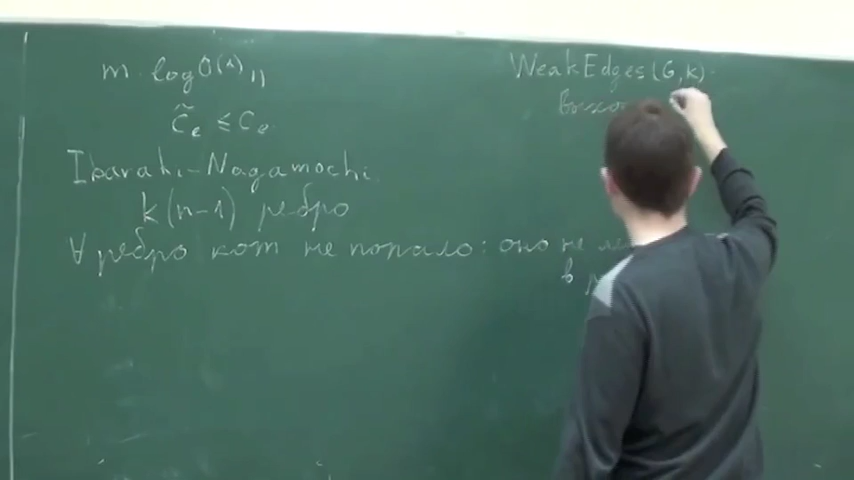 m · log^O(1) n
c̃_e ≤ c_e
Ibaraki-Nagamochi.
k(n-1) ребро
∀ ребро кот не попало: оно не
в
WeakEdges(G,k).